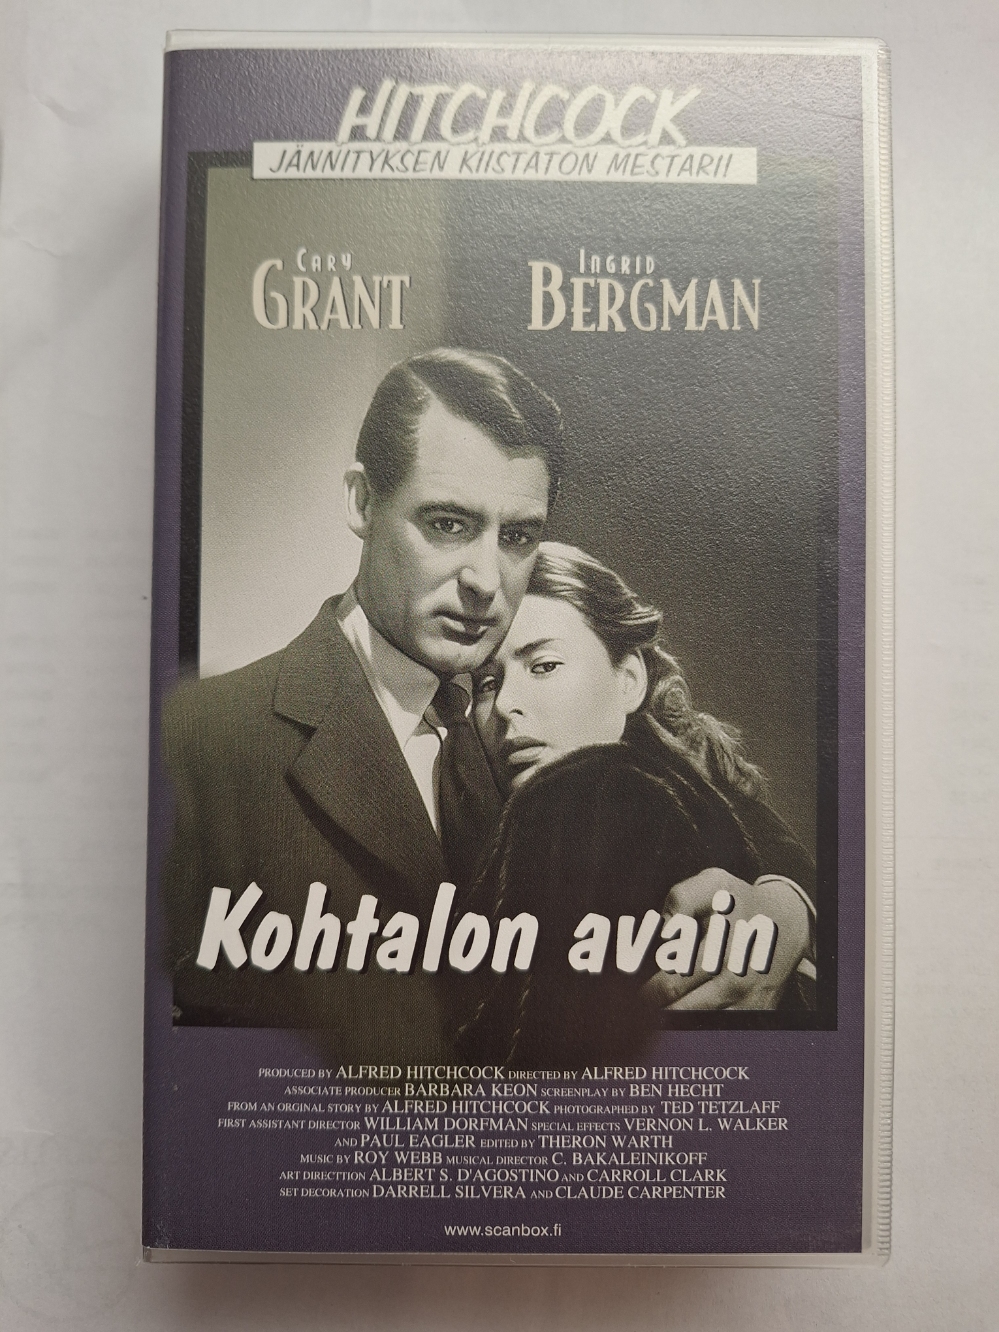 HITCHCOCK
JÄNNITYKSEN KIISTATON MESTARI!
CARY
GRANT
INGRID
BERGMAN
Kohtalon avain
PRODUCED BY ALFRED HITCHCOCK DIRECTED BY ALFRED HITCHCOCK
ASSOCIATE PRODUCER BARBARA KEON SCREENPLAY BY BEN HECHT
FROM AN ORGINAL STORY BY ALFRED HITCHCOCK PHOTOGRAPHED BY TED TETZLAFF
FIRST ASSISTANT DIRECTOR WILLIAM DORFMAN SPECIAL EFFECTS VERNON L. WALKER
AND PAUL EAGLER EDITED BY THERON WARTH
MUSIC BY ROY WEBB MUSICAL DIRECTOR C. BAKALEINIKOFF
ART DIRECTTION ALBERT S. D'AGOSTINO AND CARROLL CLARK
SET DECORATION DARRELL SILVERA AND CLAUDE CARPENTER
www.scanbox.fi